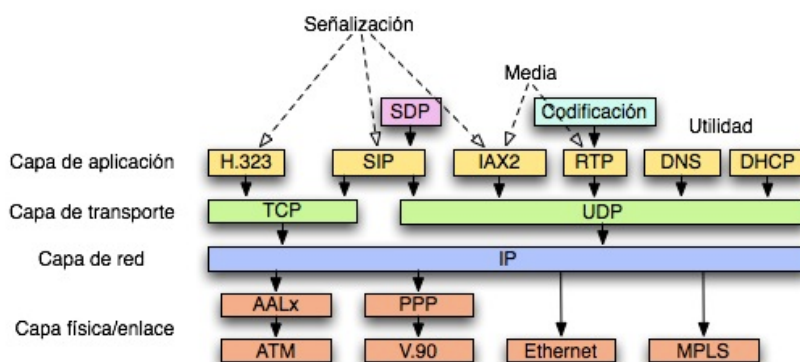 Señalización
Media
SDP
Codificación
Utilidad
Capa de aplicación
H.323
SIP
IAX2
RTP
DNS
DHCP
Capa de transporte
TCP
UDP
Capa de red
IP
AALx
PPP
Capa física/enlace
ATM
V.90
Ethernet
MPLS